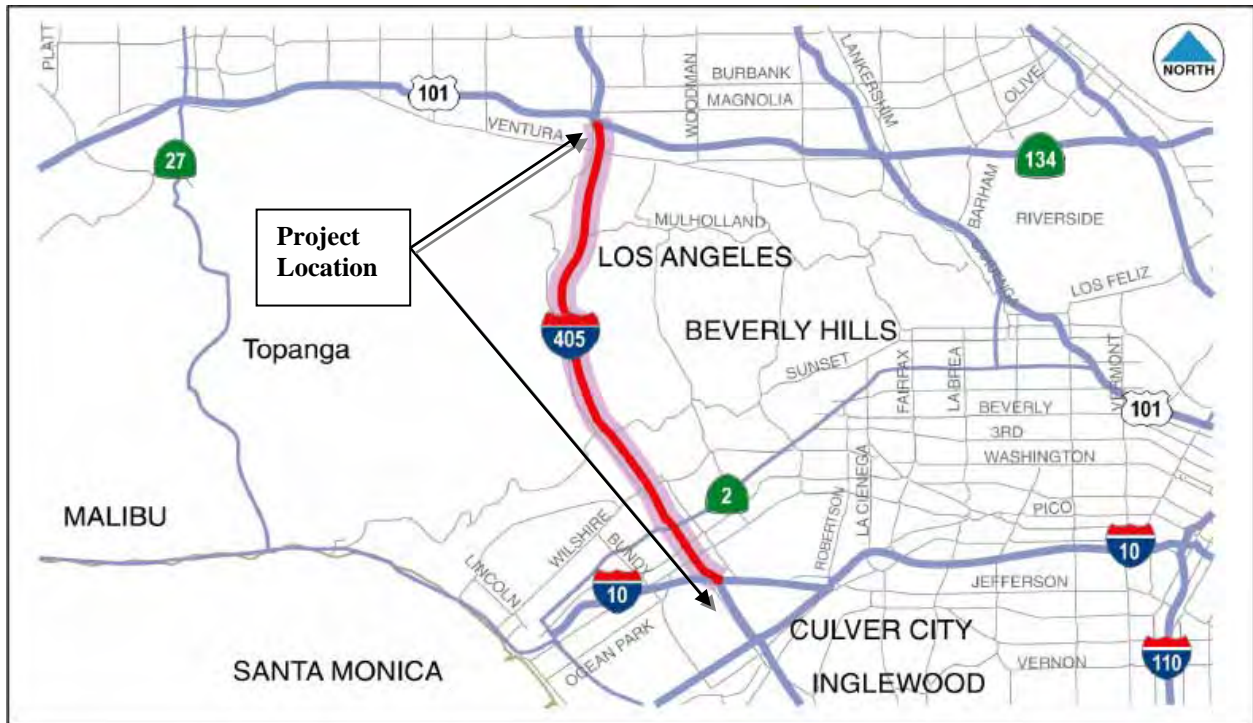 PLATT
101
VENTURA
WOODMAN
BURBANK
MAGNOLIA
LANKERSHIM
OLIVE
NORTH
27
134
BARHAM
RIVERSIDE
Project
Location
MULHOLLAND
LOS ANGELES
CAHUENGA
LOS FELIZ
405
BEVERLY HILLS
Topanga
SUNSET
FAIRFAX
LA BREA
VERMONT
BEVERLY
101
3RD
WASHINGTON
2
LA CIENEGA
ROBERTSON
PICO
MALIBU
WILSHIRE
BUNDY
LINCOLN
10
10
JEFFERSON
OCEAN PARK
CULVER CITY
SANTA MONICA
INGLEWOOD
VERNON
110